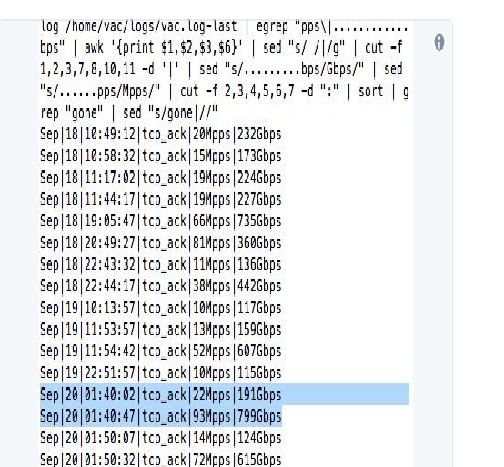 log /home/vac/logs/vac.log-last | egrep "pps\|............
bps" | awk '{print $1,$2,$3,$6}' | sed "s/ /|/g" | cut -f
1,2,3,7,8,10,11 -d '|' | sed "s/.........bps/Gbps/" | sed
"s/......pps/Mpps/" | cut -f 2,3,4,5,6,7 -d ":" | sort | g
rep "gone" | sed "s/gone|//"
Sep|18|10:49:12|tcp_ack|20Mpps|232Gbps
Sep|18|10:58:32|tcp_ack|15Mpps|173Gbps
Sep|18|11:17:02|tcp_ack|19Mpps|224Gbps
Sep|18|11:44:17|tcp_ack|19Mpps|227Gbps
Sep|18|19:05:47|tcp_ack|66Mpps|735Gbps
Sep|18|20:49:27|tcp_ack|81Mpps|360Gbps
Sep|18|22:43:32|tcp_ack|11Mpps|136Gbps
Sep|18|22:44:17|tcp_ack|38Mpps|442Gbps
Sep|19|10:13:57|tcp_ack|10Mpps|117Gbps
Sep|19|11:53:57|tcp_ack|13Mpps|159Gbps
Sep|19|11:54:42|tcp_ack|52Mpps|607Gbps
Sep|19|22:51:57|tcp_ack|10Mpps|115Gbps
Sep|20|01:40:02|tcp_ack|22Mpps|191Gbps
Sep|20|01:40:47|tcp_ack|93Mpps|799Gbps
Sep|20|01:50:07|tcp_ack|14Mpps|124Gbps
Sep|20|01:50:32|tcp_ack|72Mpps|615Gbps